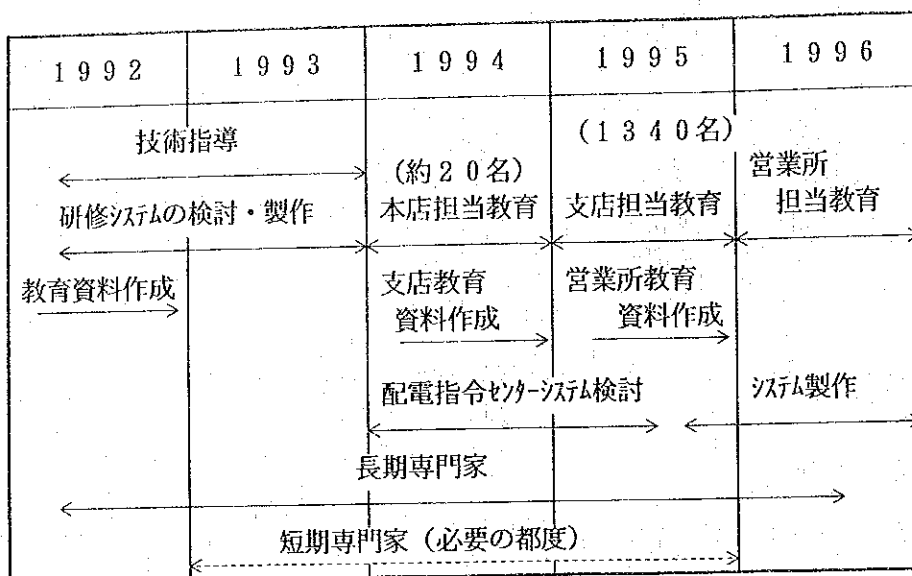 1992 1993 1994 1995 1996
技術指導
(1340名)
(約20名)
営業所
担当教育
研修システムの検討・製作
本店担当教育
支店担当教育
教育資料作成
支店教育
資料作成
営業所教育
資料作成
配電指令センターシステム検討
システム製作
長期専門家
短期専門家(必要の都度)